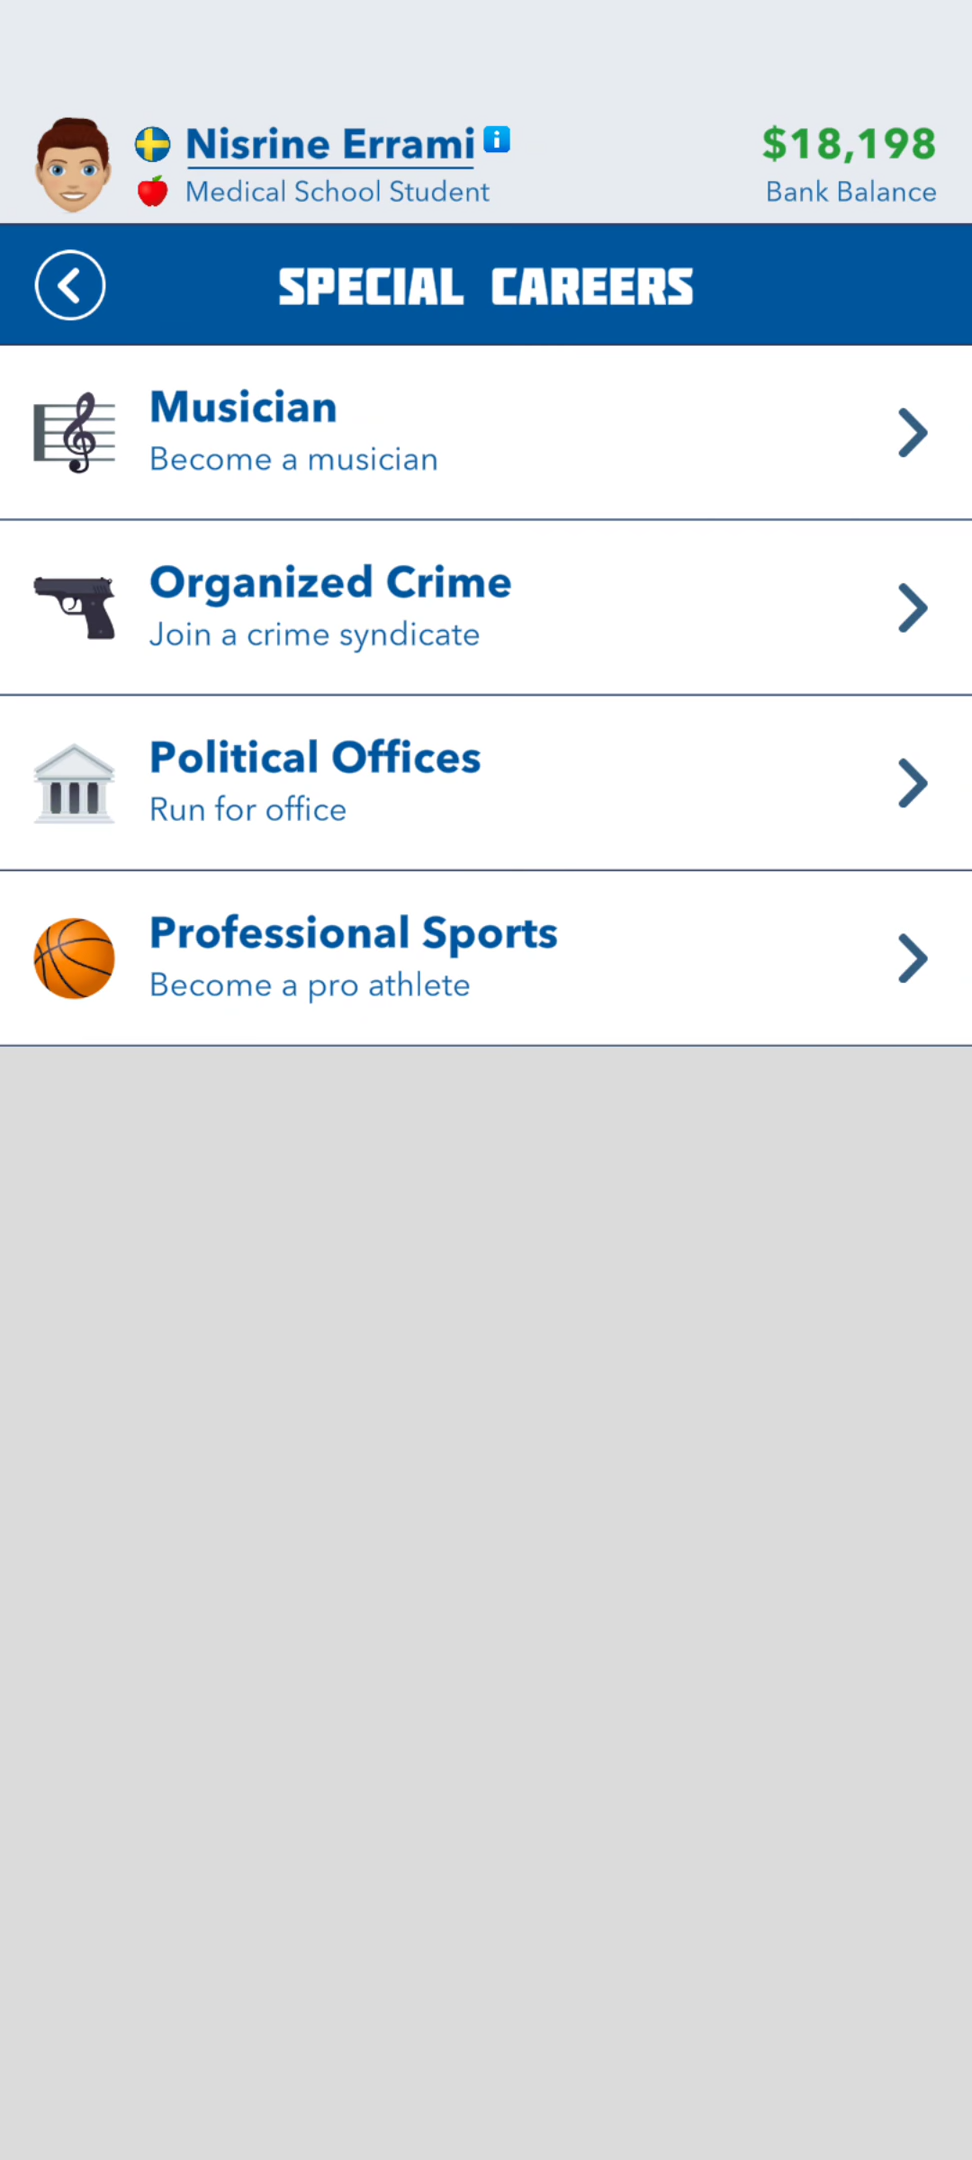 Nisrine Errami
$18,198
Medical School Student
Bank Balance
SPECIAL CAREERS
Musician
Become a musician
Organized Crime
Join a crime syndicate
Political Offices
Run for office
Professional Sports
Become a pro athlete